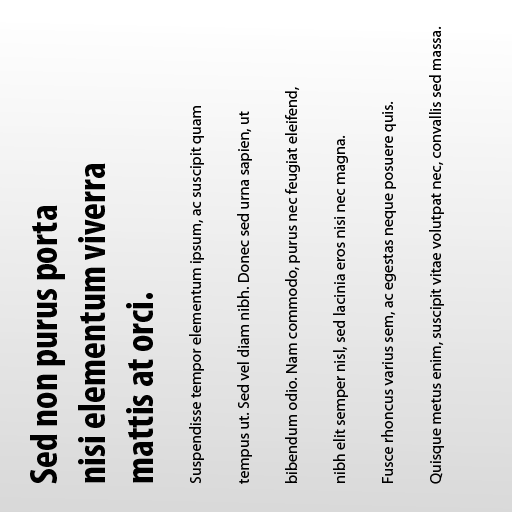 Sed non purus porta
nisi elementum viverra
mattis at orci.
Suspendisse tempor elementum ipsum, ac suscipit quam
tempus ut. Sed vel diam nibh. Donec sed urna sapien, ut
bibendum odio. Nam commodo, purus nec feugiat eleifend,
nibh elit semper nisl, sed lacinia eros nisi nec magna.
Fusce rhoncus varius sem, ac egestas neque posuere quis.
Quisque metus enim, suscipit vitae volutpat nec, convallis sed massa.